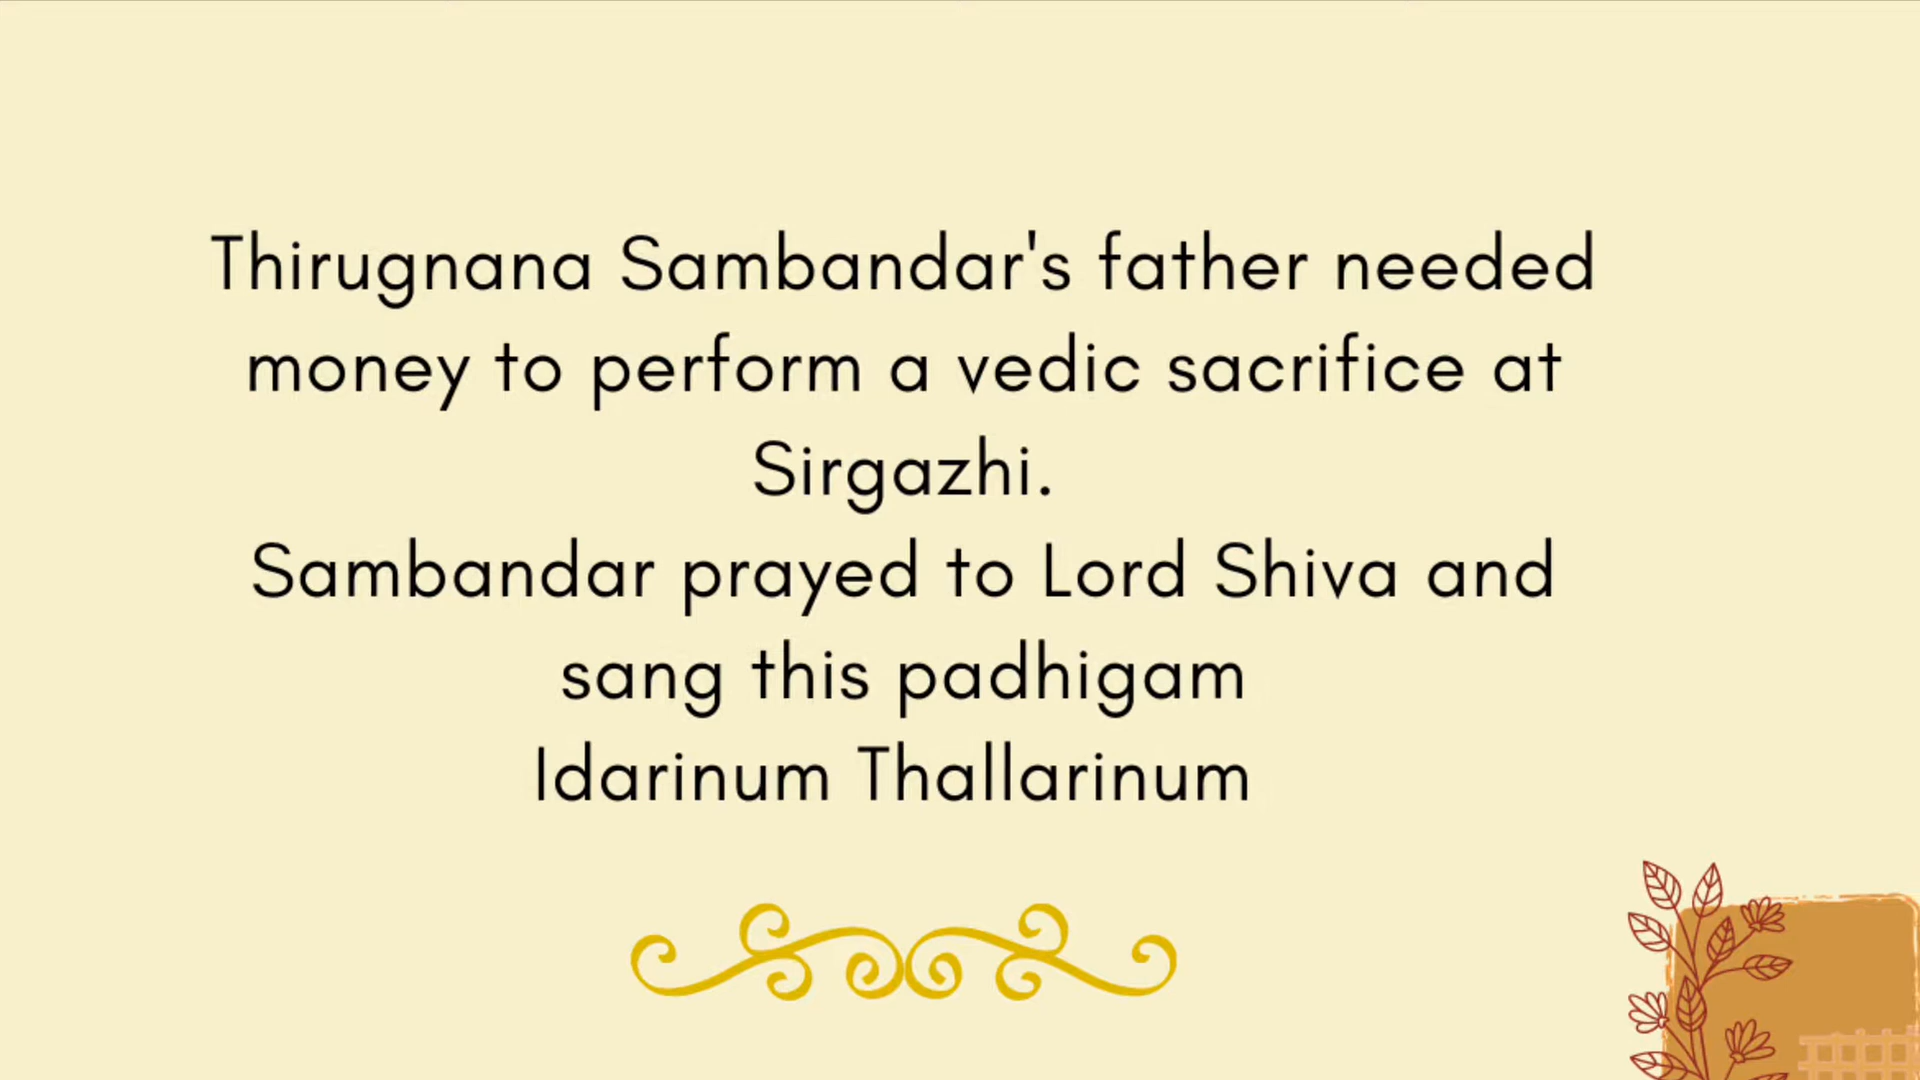 Thirugnana Sambandar's father needed
money to perform a vedic sacrifice at
Sirgazhi.
Sambandar prayed to Lord Shiva and
sang this padhigam
Idarinum Thallarinum